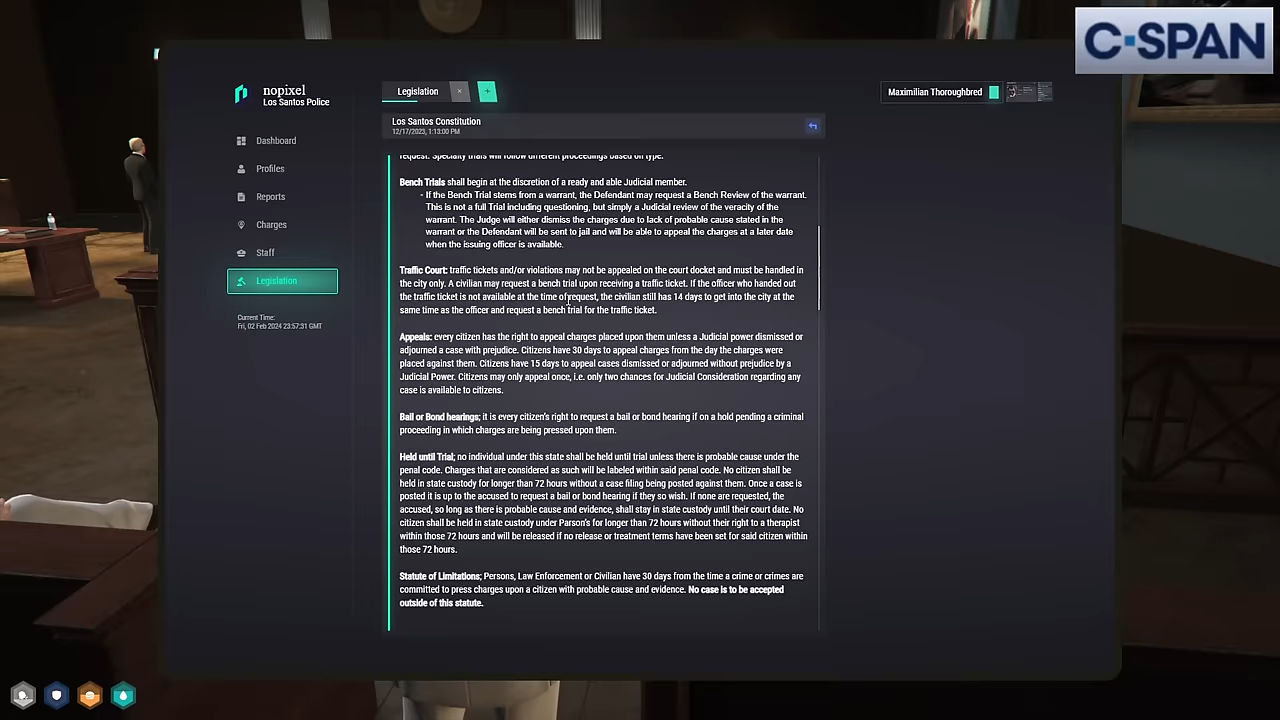 C-SPAN
nopixel
Los Santos Police
Legislation
×
+
Maximilian Thoroughbred
Dashboard
Profiles
Reports
Charges
Staff
Legislation
Current Time:
Fri, 02 Feb 2024 23:57:31 GMT
Los Santos Constitution
12/17/2023, 1:13:00 PM
request. Specialty trials will follow different proceedings based on type.
Bench Trials shall begin at the discretion of a ready and able Judicial member.
- If the Bench Trial stems from a warrant, the Defendant may request a Bench Review of the warrant.
This is not a full Trial including questioning, but simply a Judicial review of the veracity of the
warrant. The Judge will either dismiss the charges due to lack of probable cause stated in the
warrant or the Defendant will be sent to jail and will be able to appeal the charges at a later date
when the issuing officer is available.
Traffic Court: traffic tickets and/or violations may not be appealed on the court docket and must be handled in
the city only. A civilian may request a bench trial upon receiving a traffic ticket. If the officer who handed out
the traffic ticket is not available at the time of request, the civilian still has 14 days to get into the city at the
same time as the officer and request a bench trial for the traffic ticket.
Appeals: every citizen has the right to appeal charges placed upon them unless a Judicial power dismissed or
adjourned a case with prejudice. Citizens have 30 days to appeal charges from the day the charges were
placed against them. Citizens have 15 days to appeal cases dismissed or adjourned without prejudice by a
Judicial Power. Citizens may only appeal once, i.e. only two chances for Judicial Consideration regarding any
case is available to citizens.
Bail or Bond hearings; it is every citizen's right to request a bail or bond hearing if on a hold pending a criminal
proceeding in which charges are being pressed upon them.
Held until Trial; no individual under this state shall be held until trial unless there is probable cause under the
penal code. Charges that are considered as such will be labeled within said penal code. No citizen shall be
held in state custody for longer than 72 hours without a case filing being posted against them. Once a case is
posted it is up to the accused to request a bail or bond hearing if they so wish. If none are requested, the
accused, so long as there is probable cause and evidence, shall stay in state custody until their court date. No
citizen shall be held in state custody under Parson's for longer than 72 hours without their right to a therapist
within those 72 hours and will be released if no release or treatment terms have been set for said citizen within
those 72 hours.
Statute of Limitations; Persons, Law Enforcement or Civilian have 30 days from the time a crime or crimes are
committed to press charges upon a citizen with probable cause and evidence. No case is to be accepted
outside of this statute.